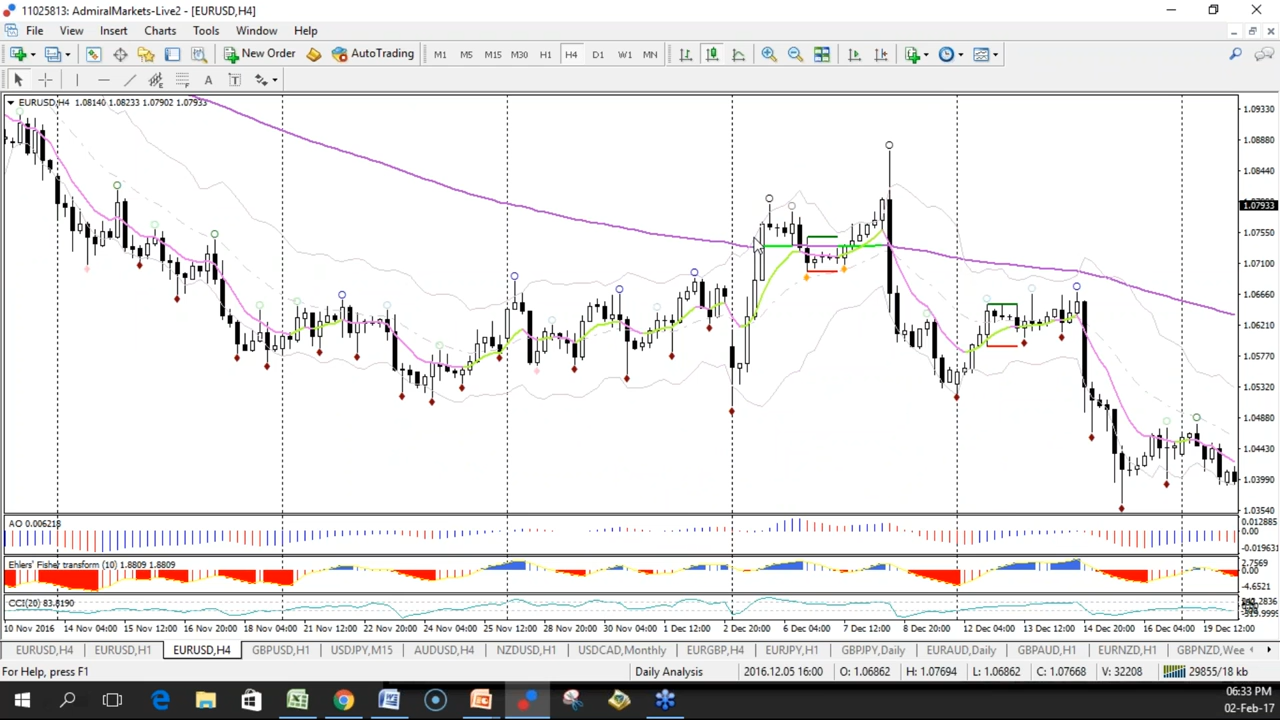 11025813: AdmiralMarkets-Live2 - [EURUSD,H4]
File View Insert Charts Tools Window Help
New Order AutoTrading M1 M5 M15 M30 H1 H4 D1 W1 MN
A T
EURUSD,H4 1.08140 1.08233 1.07902 1.07933
1.09330
1.08880
1.08440
1.07933
1.07550
1.07100
1.06660
1.06210
1.05770
1.05320
1.04880
1.04430
1.03990
1.03540
AO 0.006218
0.012885
0.00
-0.019631
Ehlers' Fisher transform (10) 1.8809 1.8809
2.7569
0.00
-4.6521
CCI(20) 83.8190
10 Nov 2016 14 Nov 04:00 15 Nov 12:00 16 Nov 20:00 18 Nov 04:00 21 Nov 12:00 22 Nov 20:00 24 Nov 04:00 25 Nov 12:00 28 Nov 20:00 30 Nov 04:00 1 Dec 12:00 2 Dec 20:00 6 Dec 04:00 7 Dec 12:00 8 Dec 20:00 12 Dec 04:00 13 Dec 12:00 14 Dec 20:00 16 Dec 04:00 19 Dec 12:00
EURUSD,H4 EURUSD,H1 EURUSD,H4 GBPUSD,H1 USDJPY,M15 AUDUSD,H4 NZDUSD,H1 USDCAD,Monthly EURGBP,H4 EURJPY,H1 GBPJPY,Daily EURAUD,Daily GBPAUD,H1 EURNZD,H1 GBPNZD,Wee
For Help, press F1 Daily Analysis 2016.12.05 16:00 O: 1.06862 H: 1.07694 L: 1.06862 C: 1.07668 V: 32208 29855/18 kb
06:33 PM
02-Feb-17